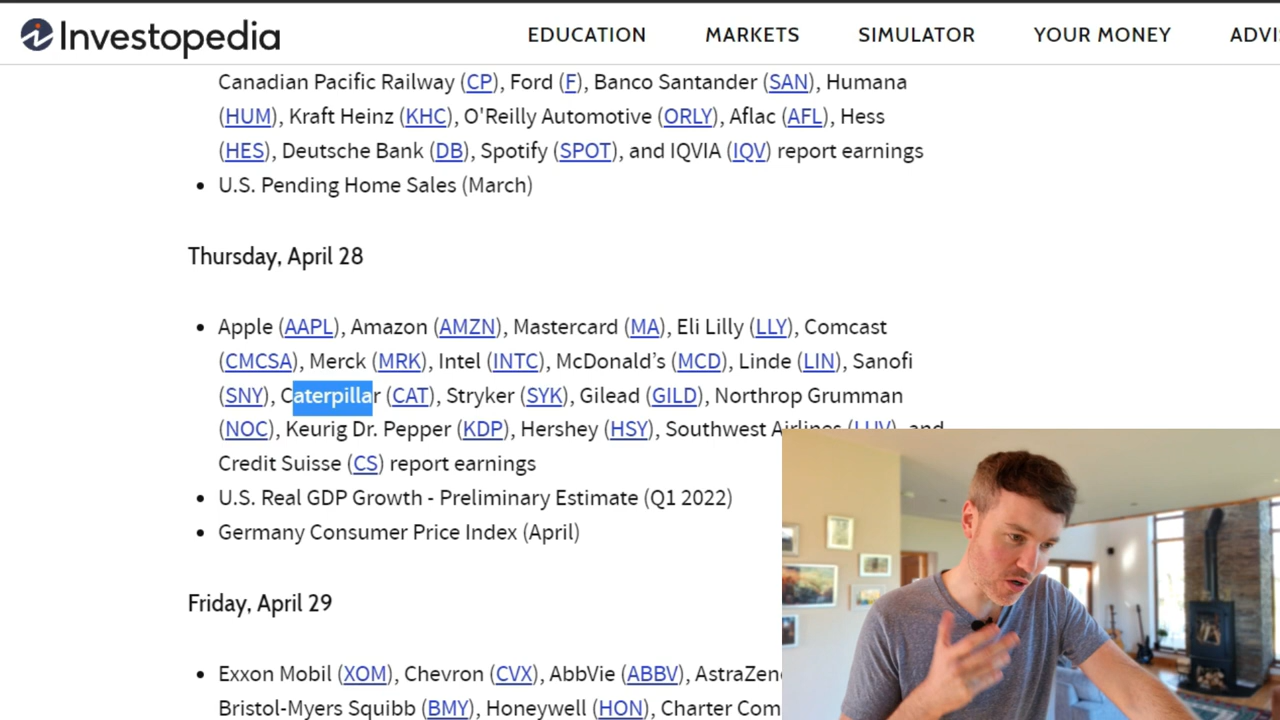 Investopedia
EDUCATION MARKETS SIMULATOR YOUR MONEY
Canadian Pacific Railway (CP), Ford (F), Banco Santander (SAN), Humana
(HUM), Kraft Heinz (KHC), O'Reilly Automotive (ORLY), Aflac (AFL), Hess
(HES), Deutsche Bank (DB), Spotify (SPOT), and IQVIA (IQV) report earnings
• U.S. Pending Home Sales (March)
Thursday, April 28
• Apple (AAPL), Amazon (AMZN), Mastercard (MA), Eli Lilly (LLY), Comcast
(CMCSA), Merck (MRK), Intel (INTC), McDonald’s (MCD), Linde (LIN), Sanofi
(SNY), Caterpillar (CAT), Stryker (SYK), Gilead (GILD), Northrop Grumman
(NOC), Keurig Dr. Pepper (KDP), Hershey (HSY), Southwest Airlines (LUV), and
Credit Suisse (CS) report earnings
• U.S. Real GDP Growth - Preliminary Estimate (Q1 2022)
• Germany Consumer Price Index (April)
Friday, April 29
• Exxon Mobil (XOM), Chevron (CVX), AbbVie (ABBV),
Bristol-Myers Squibb (BMY), Honeywell (HON), Charter